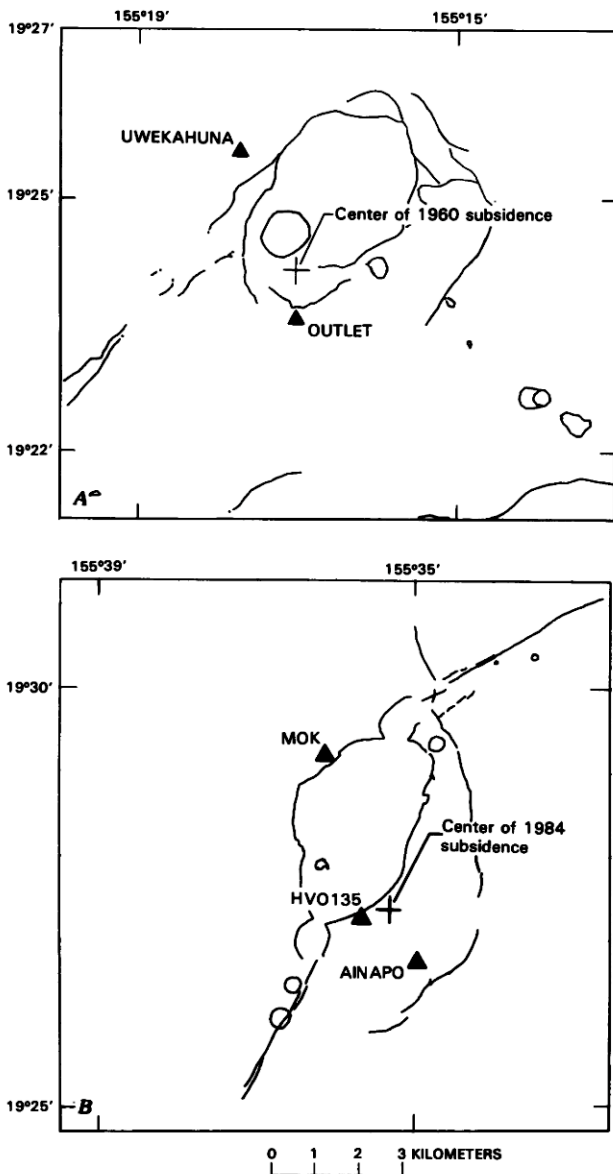 155°19′ 155°15′
19°27′
UWEKAHUNA
19°25′
Center of 1960 subsidence
OUTLET
19°22′
A
155°39′ 155°35′
19°30′
MOK
Center of 1984
subsidence
HVO135
AINAPO
19°25′
B
0 1 2 3 KILOMETERS